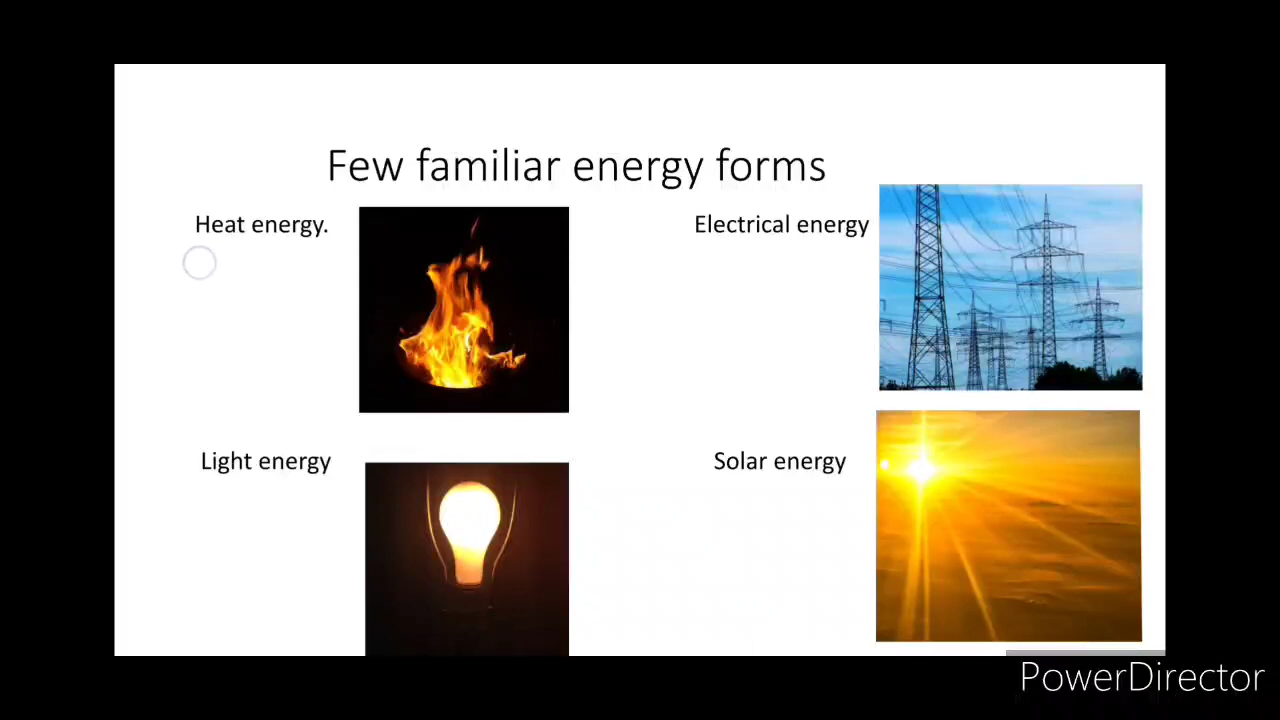 Few familiar energy forms
Heat energy.
Electrical energy
Light energy
Solar energy
PowerDirector